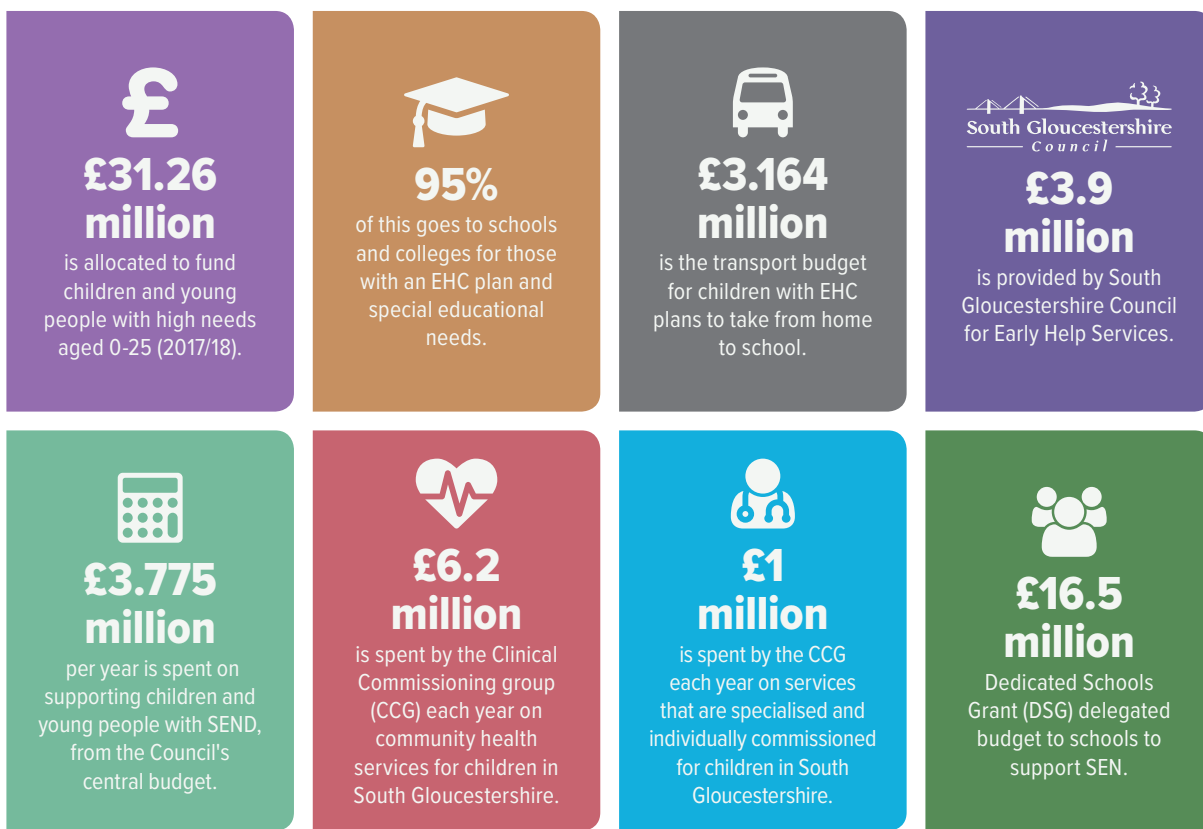 £31.26
million
is allocated to fund
children and young
people with high needs
aged 0-25 (2017/18).
95%
of this goes to schools
and colleges for those
with an EHC plan and
special educational
needs.
£3.164
million
is the transport budget
for children with EHC
plans to take from home
to school.
South Gloucestershire
Council
£3.9
million
is provided by South
Gloucestershire Council
for Early Help Services.
£3.775
million
per year is spent on
supporting children and
young people with SEND,
from the Council's
central budget.
£6.2
million
is spent by the Clinical
Commissioning group
(CCG) each year on
community health
services for children in
South Gloucestershire.
£1
million
is spent by the CCG
each year on services
that are specialised and
individually commissioned
for children in South
Gloucestershire.
£16.5
million
Dedicated Schools
Grant (DSG) delegated
budget to schools to
support SEN.